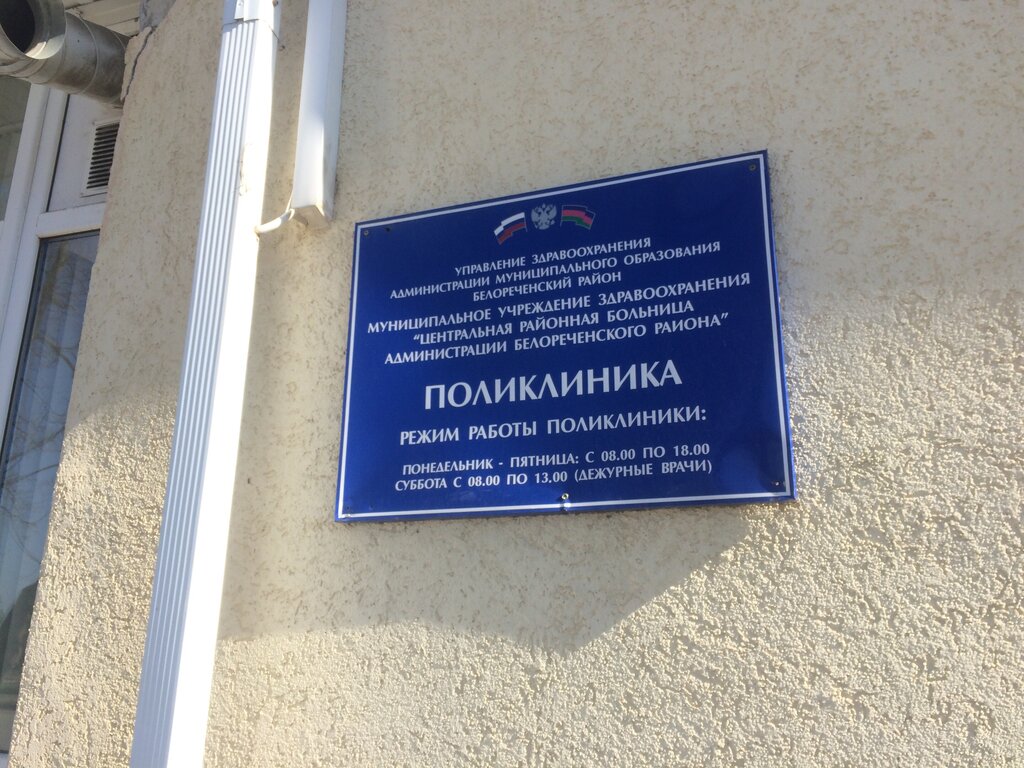 УПРАВЛЕНИЕ ЗДРАВООХРАНЕНИЯ
АДМИНИСТРАЦИИ МУНИЦИПАЛЬНОГО ОБРАЗОВАНИЯ
БЕЛОРЕЧЕНСКИЙ РАЙОН
МУНИЦИПАЛЬНОЕ УЧРЕЖДЕНИЕ ЗДРАВООХРАНЕНИЯ
“ЦЕНТРАЛЬНАЯ РАЙОННАЯ БОЛЬНИЦА
АДМИНИСТРАЦИИ БЕЛОРЕЧЕНСКОГО РАИОНА”
ПОЛИКЛИНИКА
РЕЖИМ РАБОТЫ ПОЛИКЛИНИКИ:
ПОНЕДЕЛЬНИК - ПЯТНИЦА: С 08.00 ПО 18.00
СУББОТА С 08.00 ПО 13.00 (ДЕЖУРНЫЕ ВРАЧИ)